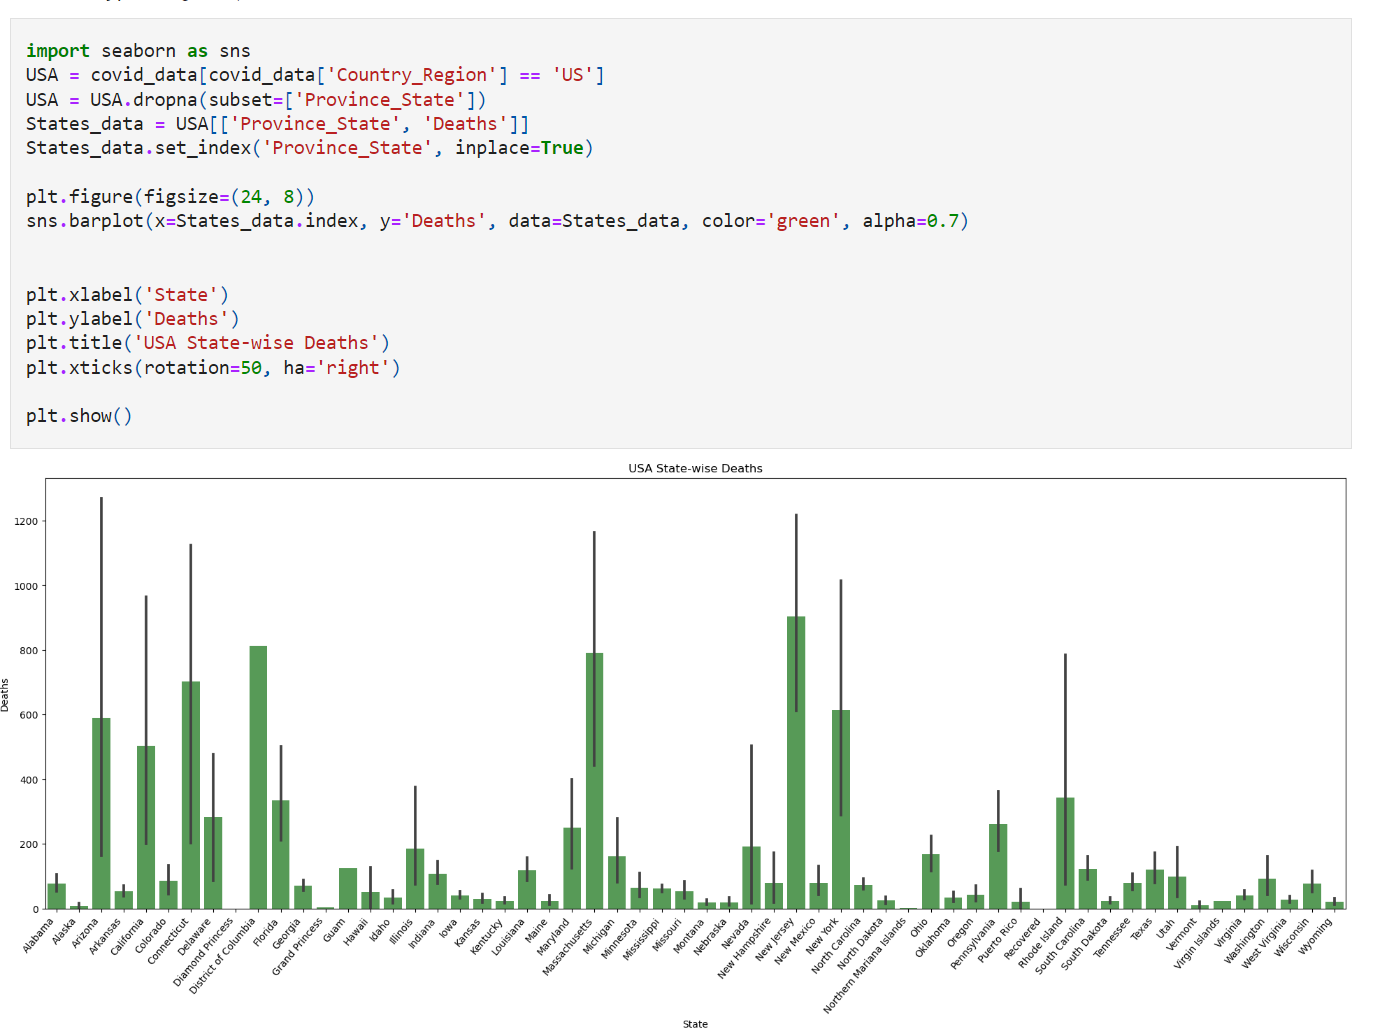 import seaborn as sns
USA = covid_data[covid_data['Country_Region'] == 'US']
USA = USA.dropna(subset=['Province_State'])
States_data = USA[['Province_State', 'Deaths']]
States_data.set_index('Province_State', inplace=True)
plt.figure(figsize=(24, 8))
sns.barplot(x=States_data.index, y='Deaths', data=States_data, color='green', alpha=0.7)
plt.xlabel('State')
plt.ylabel('Deaths')
plt.title('USA State-wise Deaths')
plt.xticks(rotation=50, ha='right')
plt.show()
USA State-wise Deaths
1200
1000
800
600
400
200
0
Deaths
Alabama
Alaska
Arizona
Arkansas
California
Colorado
Connecticut
Delaware
Diamond Princess
District of Columbia
Florida
Georgia
Grand Princess
Guam
Hawaii
Idaho
Illinois
Indiana
Iowa
Kansas
Kentucky
Louisiana
Maine
Maryland
Massachusetts
Michigan
Minnesota
Mississippi
Missouri
Montana
Nebraska
Nevada
New Hampshire
New Jersey
New Mexico
New York
North Carolina
North Dakota
Northern Mariana Islands
Ohio
Oklahoma
Oregon
Pennsylvania
Puerto Rico
Recovered
Rhode Island
South Carolina
South Dakota
Tennessee
Texas
Utah
Vermont
Virgin Islands
Virginia
Washington
West Virginia
Wisconsin
Wyoming
State